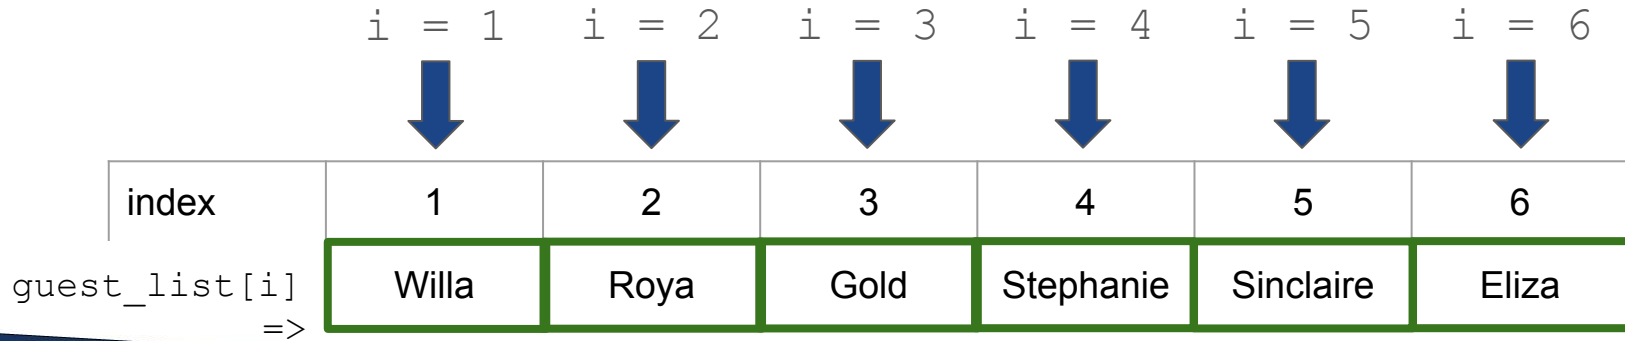 i = 1 i = 2 i = 3 i = 4 i = 5 i = 6
index 1 2 3 4 5 6
guest_list[i] Willa Roya Gold Stephanie Sinclaire Eliza
=>